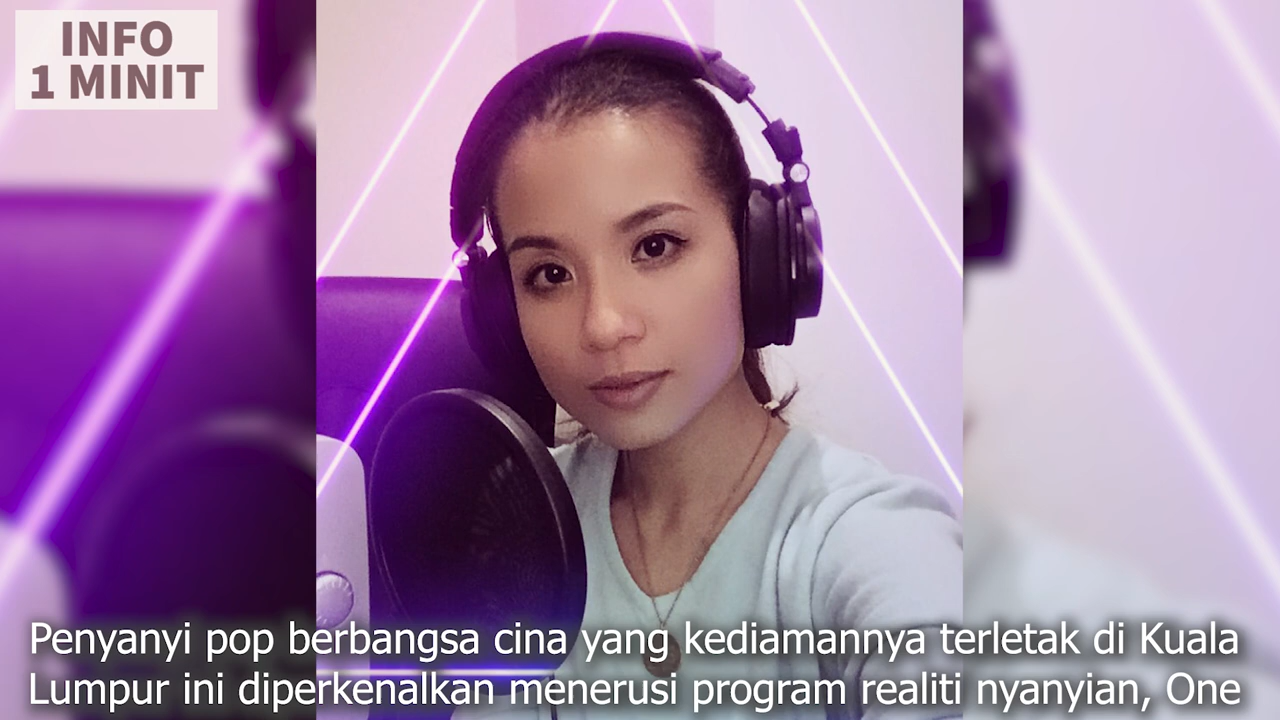 INFO
1 MINIT
Penyanyi pop berbangsa cina yang kediamannya terletak di Kuala
Lumpur ini diperkenalkan menerusi program realiti nyanyian, One